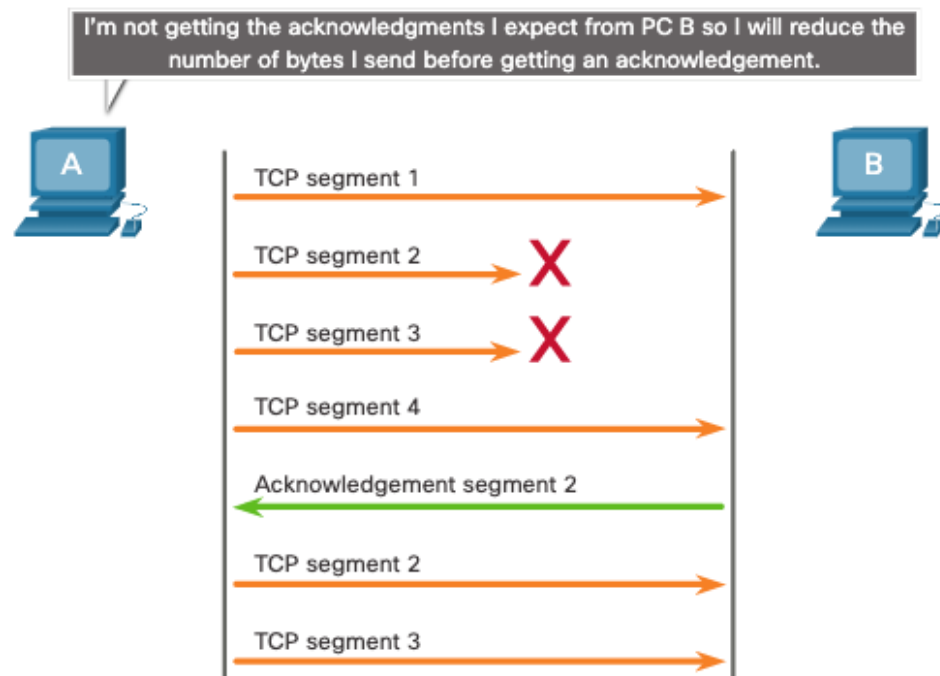 I'm not getting the acknowledgments I expect from PC B so I will reduce the
number of bytes I send before getting an acknowledgement.
A
B
TCP segment 1
TCP segment 2
X
TCP segment 3
X
TCP segment 4
Acknowledgement segment 2
TCP segment 2
TCP segment 3